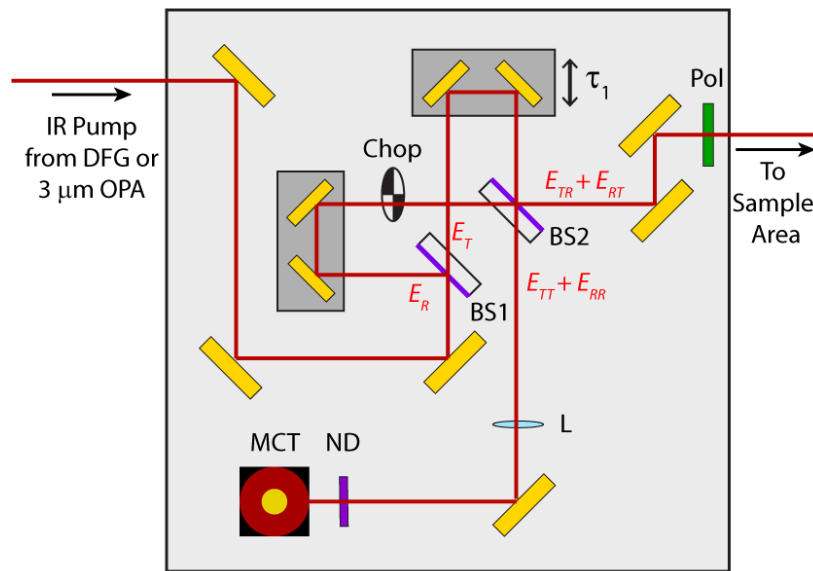 IR Pump
from DFG or
3 μm OPA
τ1
Pol
Chop
To
Sample
Area
E_TR + E_RT
BS2
E_T
E_R
BS1
E_TT + E_RR
L
MCT
ND